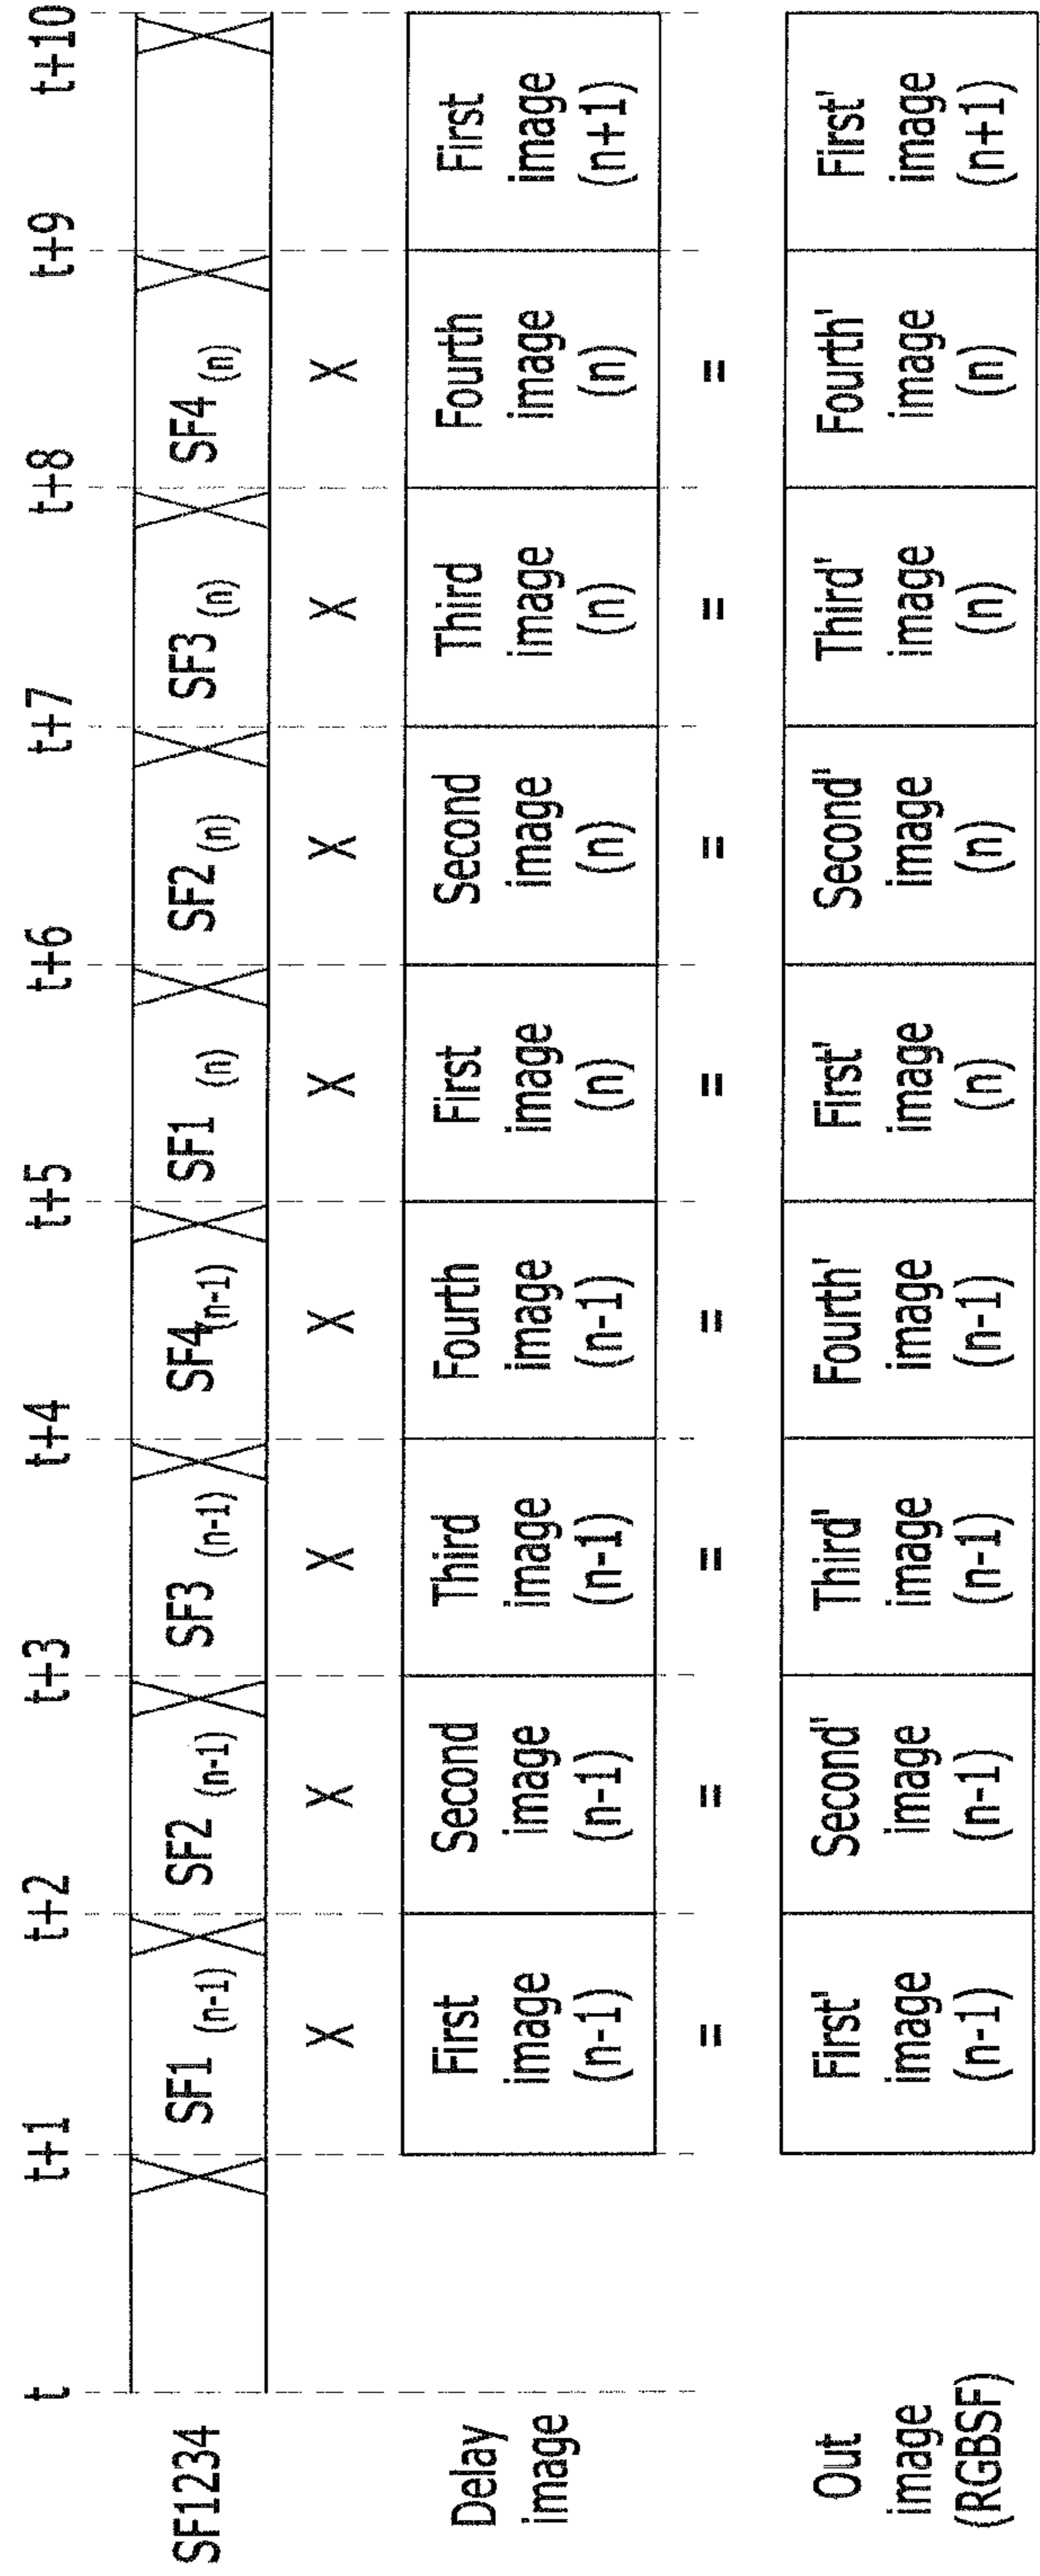 t t+1 t+2 t+3 t+4 t+5 t+6 t+7 t+8 t+9 t+10
SF1234 SF1 (n-1) SF2 (n-1) SF3 (n-1) SF4 (n-1) SF1 (n) SF2 (n) SF3 (n) SF4 (n)
X X X X X X X X
Delay First Second Third Fourth First Second Third Fourth First
image image image image image image image image image image
(n-1) (n-1) (n-1) (n-1) (n) (n) (n) (n) (n+1)
= = = = = = = =
Out First' Second' Third' Fourth' First' Second' Third' Fourth' First'
image image image image image image image image image image
(RGBSF) (n-1) (n-1) (n-1) (n-1) (n) (n) (n) (n) (n+1)